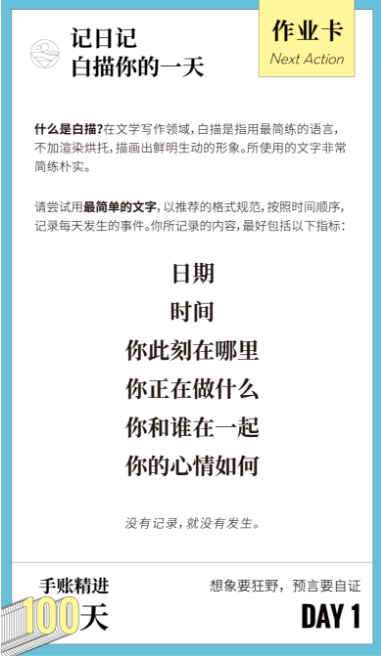 记日记
白描你的一天
作业卡
Next Action
什么是白描?在文学写作领域,白描是指用最简练的语言,
不加渲染烘托,描画出鲜明生动的形象。所使用的文字非常
简练朴实。
请尝试用最简单的文字,以推荐的格式规范,按照时间顺序,
记录每天发生的事件。你所记录的内容,最好包括以下指标:
日期
时间
你此刻在哪里
你正在做什么
你和谁在一起
你的心情如何
没有记录,就没有发生。
手账精进
100天
想象要狂野,预言要自证
DAY 1